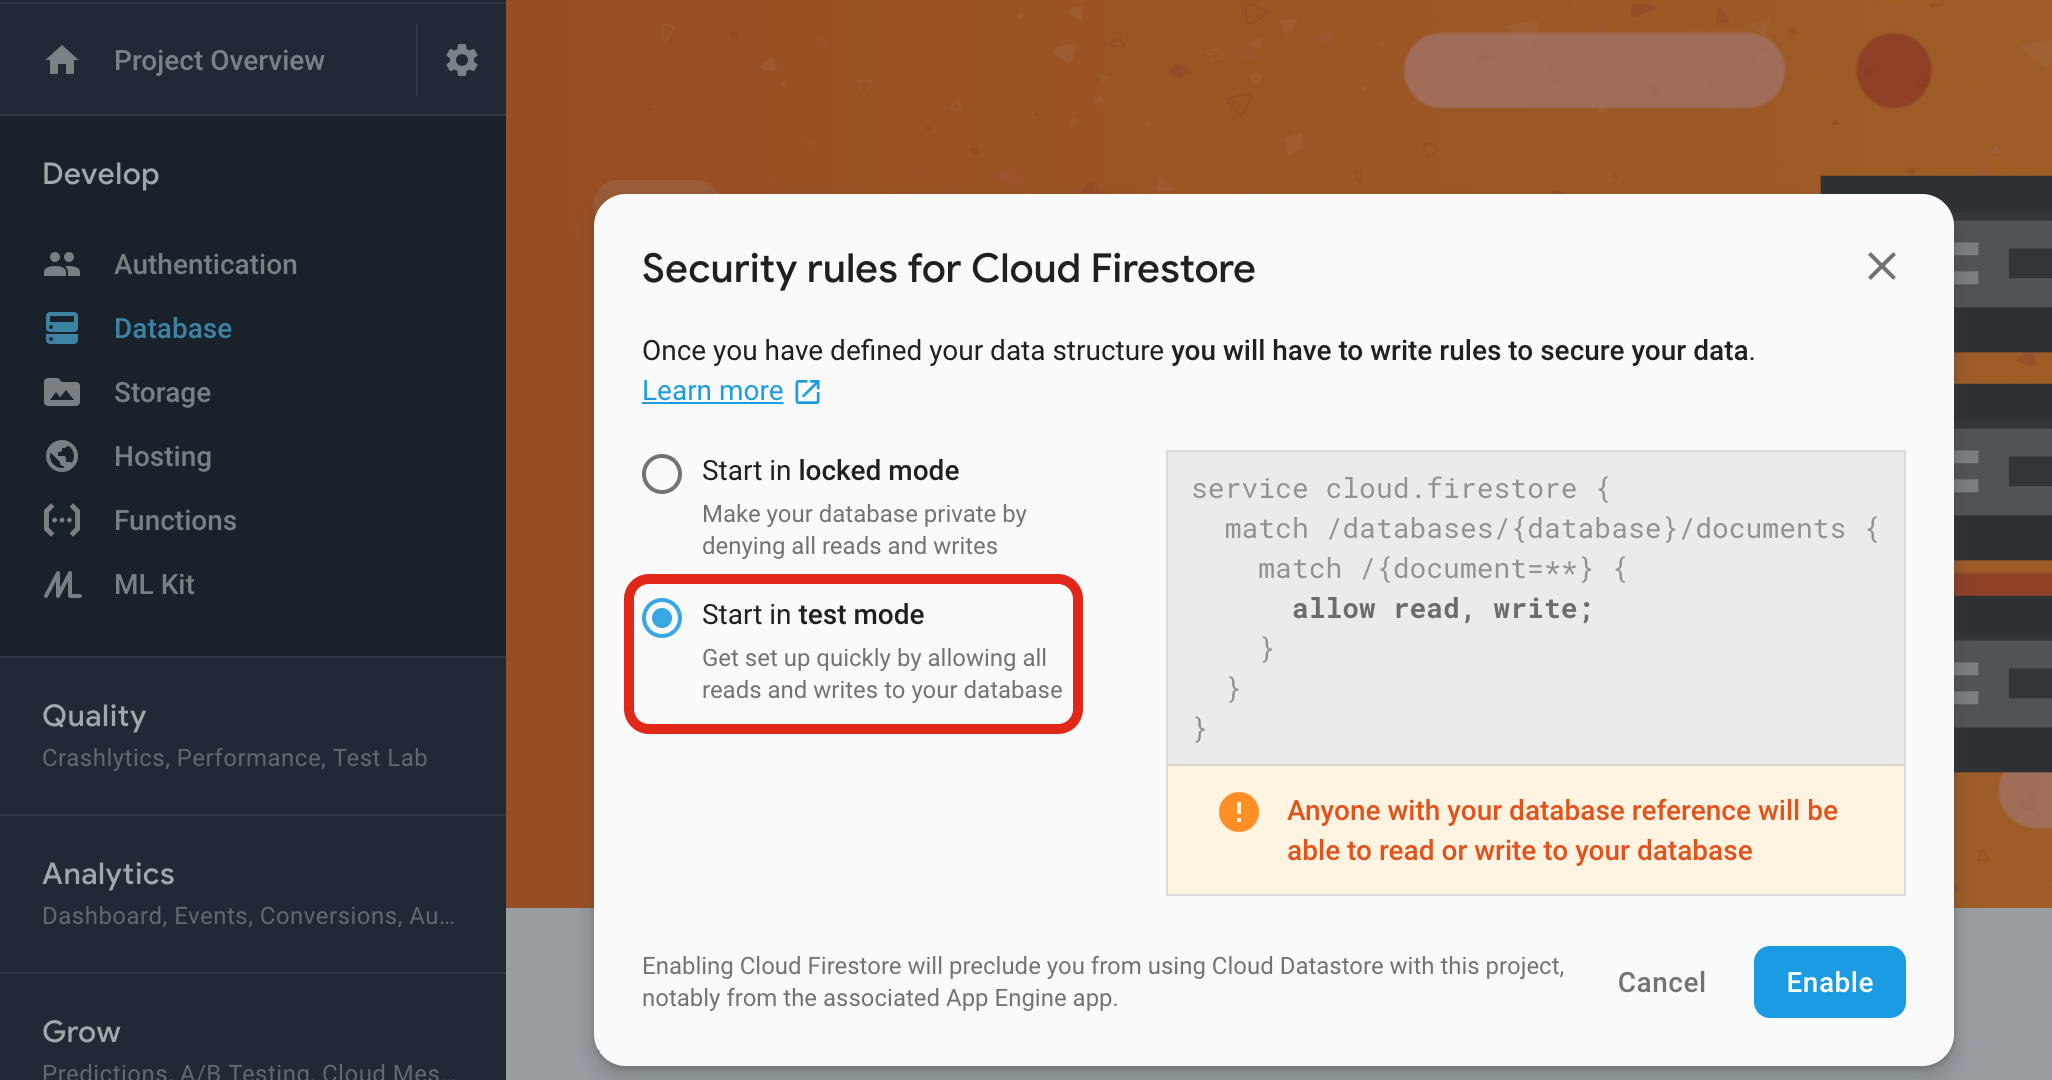 Project Overview
Develop
Authentication
Database
Storage
Hosting
Functions
ML Kit
Quality
Crashlytics, Performance, Test Lab
Analytics
Dashboard, Events, Conversions, Au...
Grow
Predictions, A/B Testing, Cloud Mes...
Security rules for Cloud Firestore
Once you have defined your data structure you will have to write rules to secure your data.
Learn more
Start in locked mode
Make your database private by
denying all reads and writes
Start in test mode
Get set up quickly by allowing all
reads and writes to your database
service cloud.firestore {
match /databases/{database}/documents {
match /{document=**} {
allow read, write;
}
}
}
Anyone with your database reference will be
able to read or write to your database
Enabling Cloud Firestore will preclude you from using Cloud Datastore with this project,
notably from the associated App Engine app.
Cancel
Enable